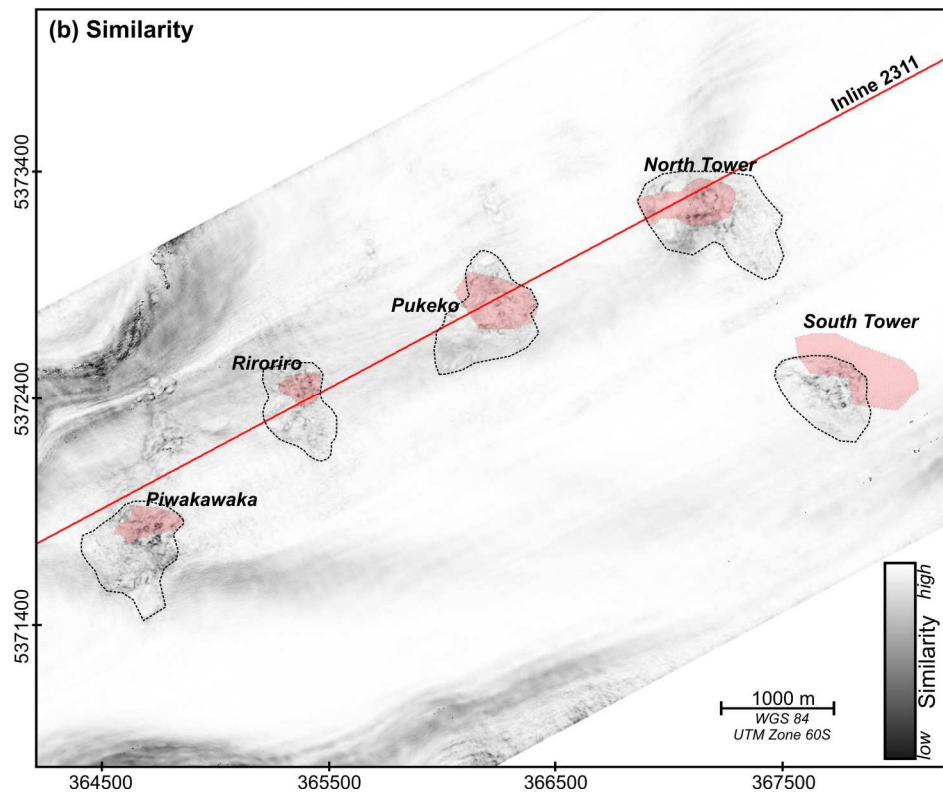 (b) Similarity
Inline 2311
North Tower
Pukeko
South Tower
Riroriro
Piwakawaka
5373400
5372400
5371400
1000 m
WGS 84
UTM Zone 60S
high
Similarity
low
364500
365500
366500
367500